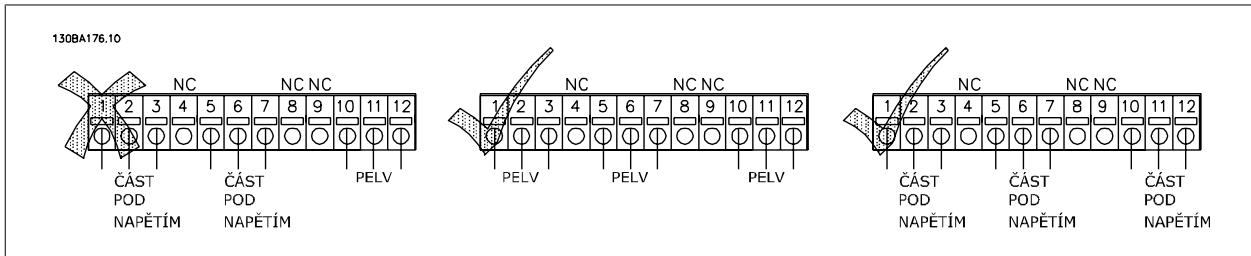 130BA176.10
NC NC NC
1 2 3 4 5 6 7 8 9 10 11 12
ČÁST POD NAPĚTÍM
ČÁST POD NAPĚTÍM
PELV
NC NC NC
1 2 3 4 5 6 7 8 9 10 11 12
PELV PELV PELV
NC NC NC
1 2 3 4 5 6 7 8 9 10 11 12
ČÁST POD NAPĚTÍM
ČÁST POD NAPĚTÍM
ČÁST POD NAPĚTÍM